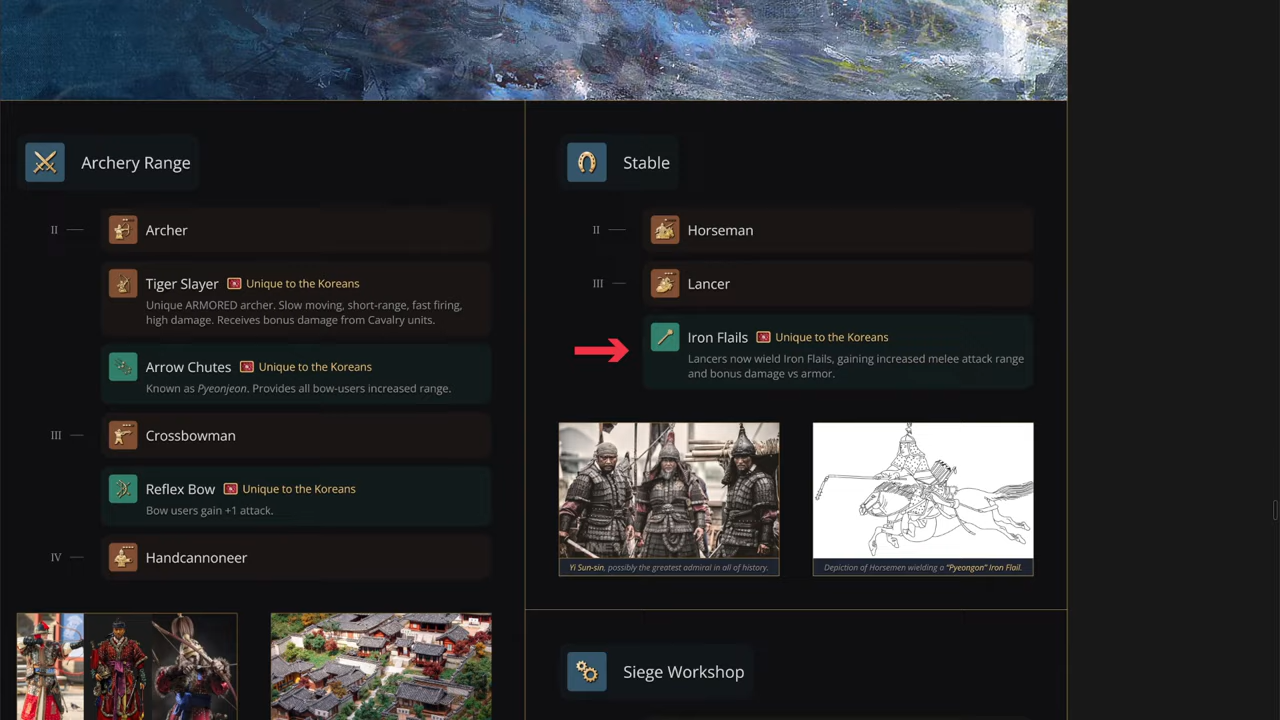 Archery Range
II
Archer
Tiger Slayer Unique to the Koreans
Unique ARMORED archer. Slow moving, short-range, fast firing,
high damage. Receives bonus damage from Cavalry units.
Arrow Chutes Unique to the Koreans
Known as Pyeonjeon. Provides all bow-users increased range.
III
Crossbowman
Reflex Bow Unique to the Koreans
Bow users gain +1 attack.
IV
Handcannoneer
Stable
II
Horseman
III
Lancer
Iron Flails Unique to the Koreans
Lancers now wield Iron Flails, gaining increased melee attack range
and bonus damage vs armor.
Yi Sun-sin, possibly the greatest admiral in all of history.
Depiction of Horsemen wielding a "Pyeongon" Iron Flail.
Siege Workshop